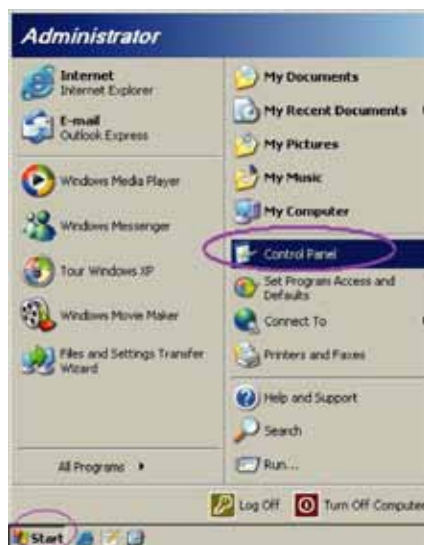 Administrator
Internet
Internet Explorer
E-mail
Outlook Express
Windows Media Player
Windows Messenger
Tour Windows XP
Windows Movie Maker
Files and Settings Transfer
Wizard
All Programs
My Documents
My Recent Documents
My Pictures
My Music
My Computer
Control Panel
Set Program Access and
Defaults
Connect To
Printers and Faxes
Help and Support
Search
Run...
Log Off
Turn Off Computer
Start